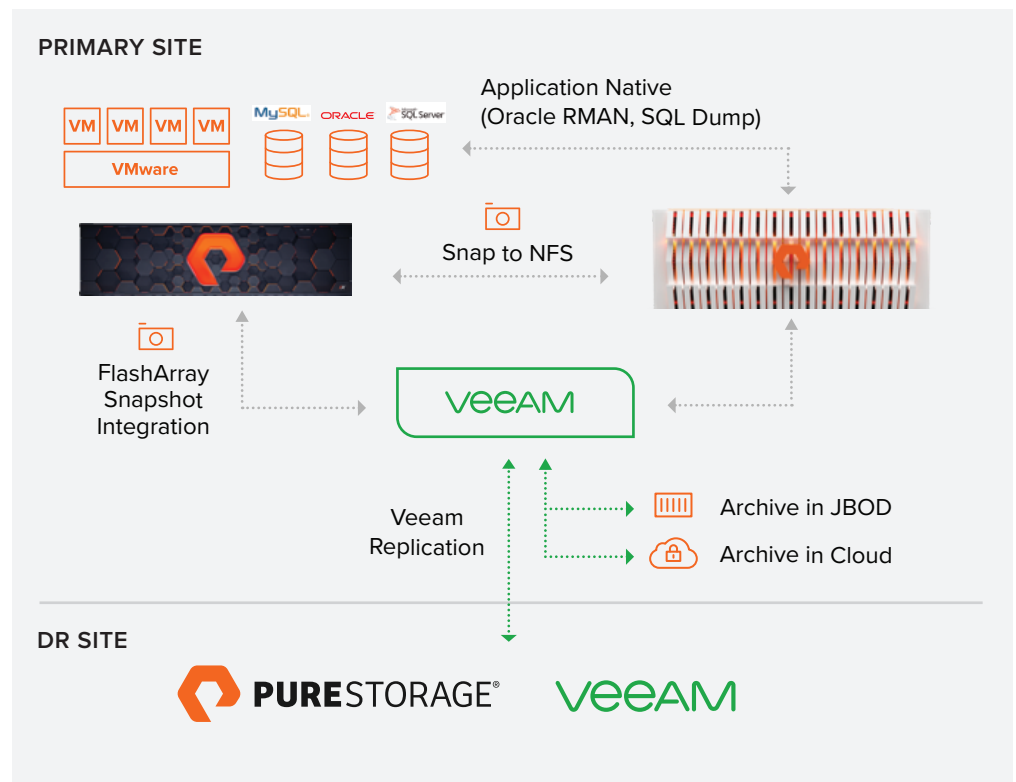 PRIMARY SITE
Application Native
(Oracle RMAN, SQL Dump)
MySQL
ORACLE
SQL Server
VM VM VM VM
VMware
Snap to NFS
FlashArray
Snapshot
Integration
veeAM
Veeam
Replication
Archive in JBOD
Archive in Cloud
DR SITE
PURESTORAGE®
veeAM